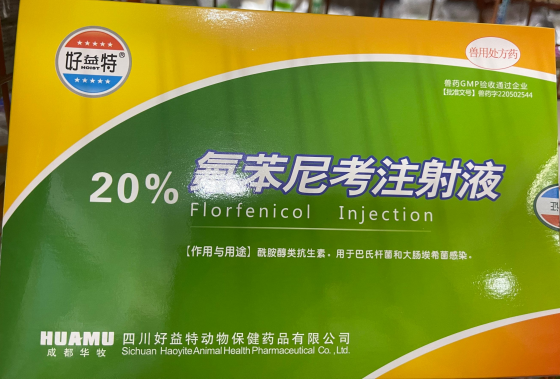 好益特®
HOIET
兽用处方药
兽药GMP验收通过企业
【批准文号】兽药字220502544
20% 氟苯尼考注射液
Florfenicol Injection
【作用与用途】酰胺醇类抗生素。用于巴氏杆菌和大肠埃希菌感染。
HUAMU 四川好益特动物保健药品有限公司
成都华牧 Sichuan Haoyite Animal Health Pharmaceutical Co.,Ltd.